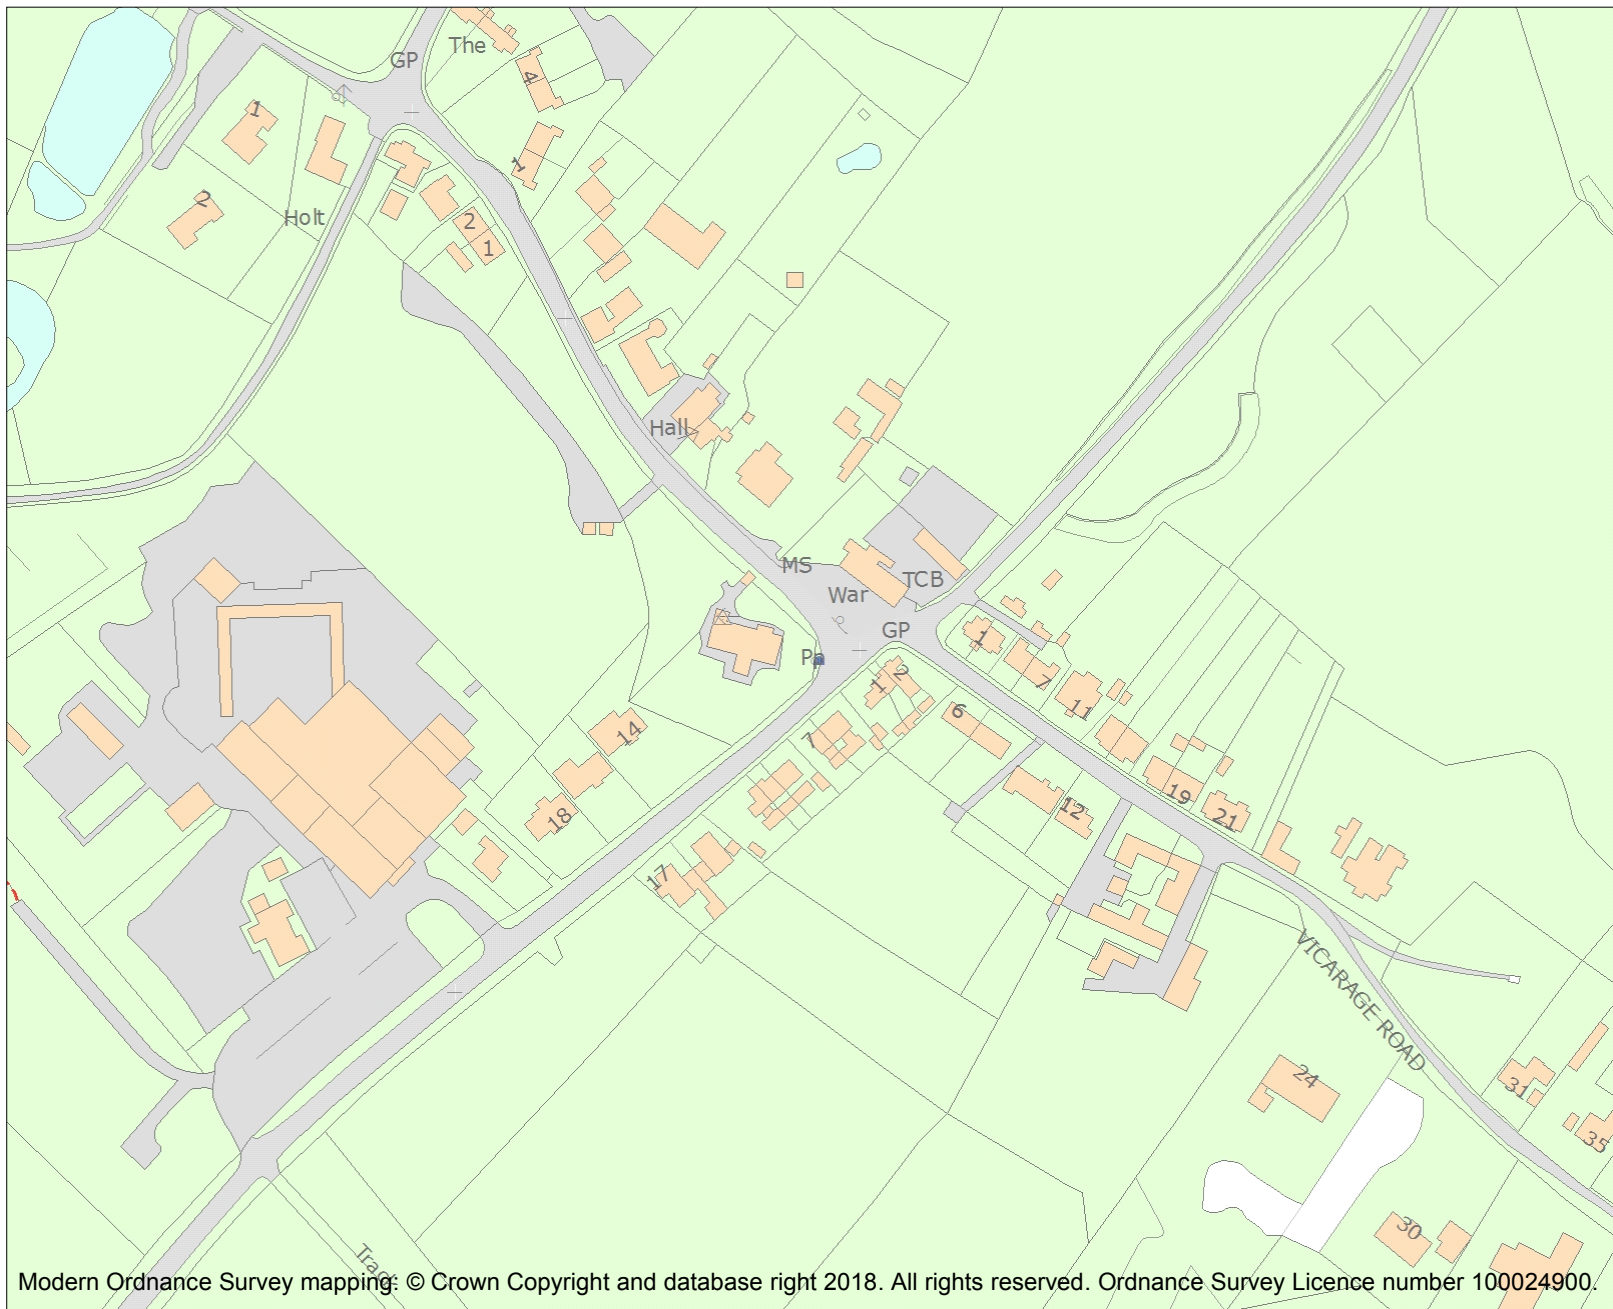 The
GP
4
1
1
2
Holt
2
1
Hall
MS
TCB
War
GP
1
Pp
1
2
7
11
6
14
7
19
12
18
21
17
VICARAGE ROAD
24
31
35
30
Track
Modern Ordnance Survey mapping: © Crown Copyright and database right 2018. All rights reserved. Ordnance Survey Licence number 100024900.